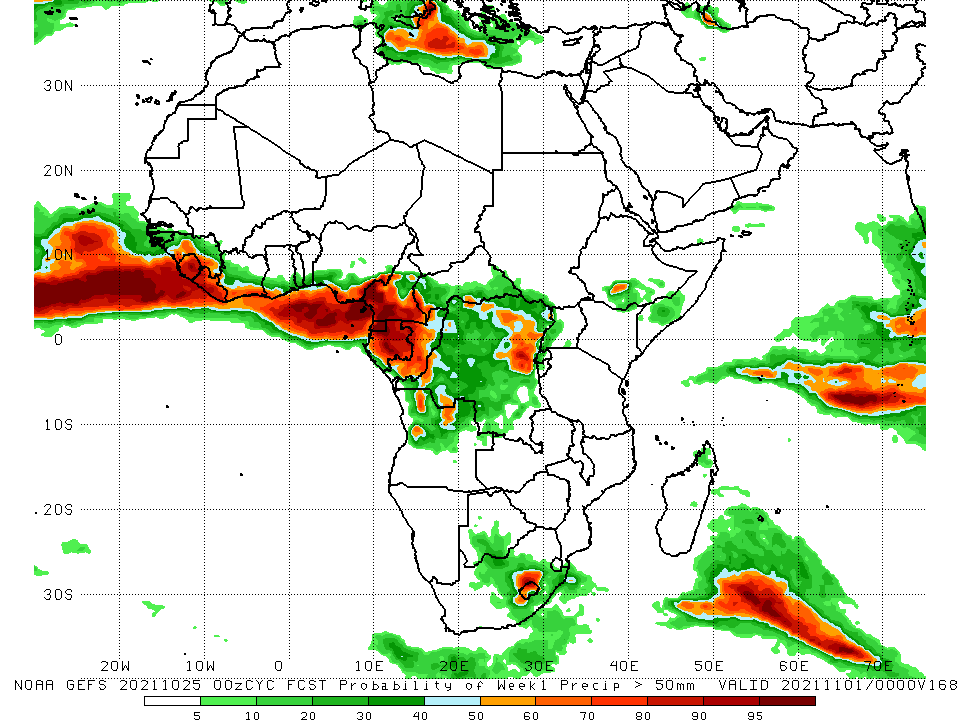 30N
20N
10N
0
10S
20S
30S
20W 10W 0 10E 20E 30E 40E 50E 60E 70E
NOAA GEFS 20211025 00zCYC FCST Probability of Week1 Precip > 50mm VALID 20211101/0000V168
5 10 20 30 40 50 60 70 80 90 95